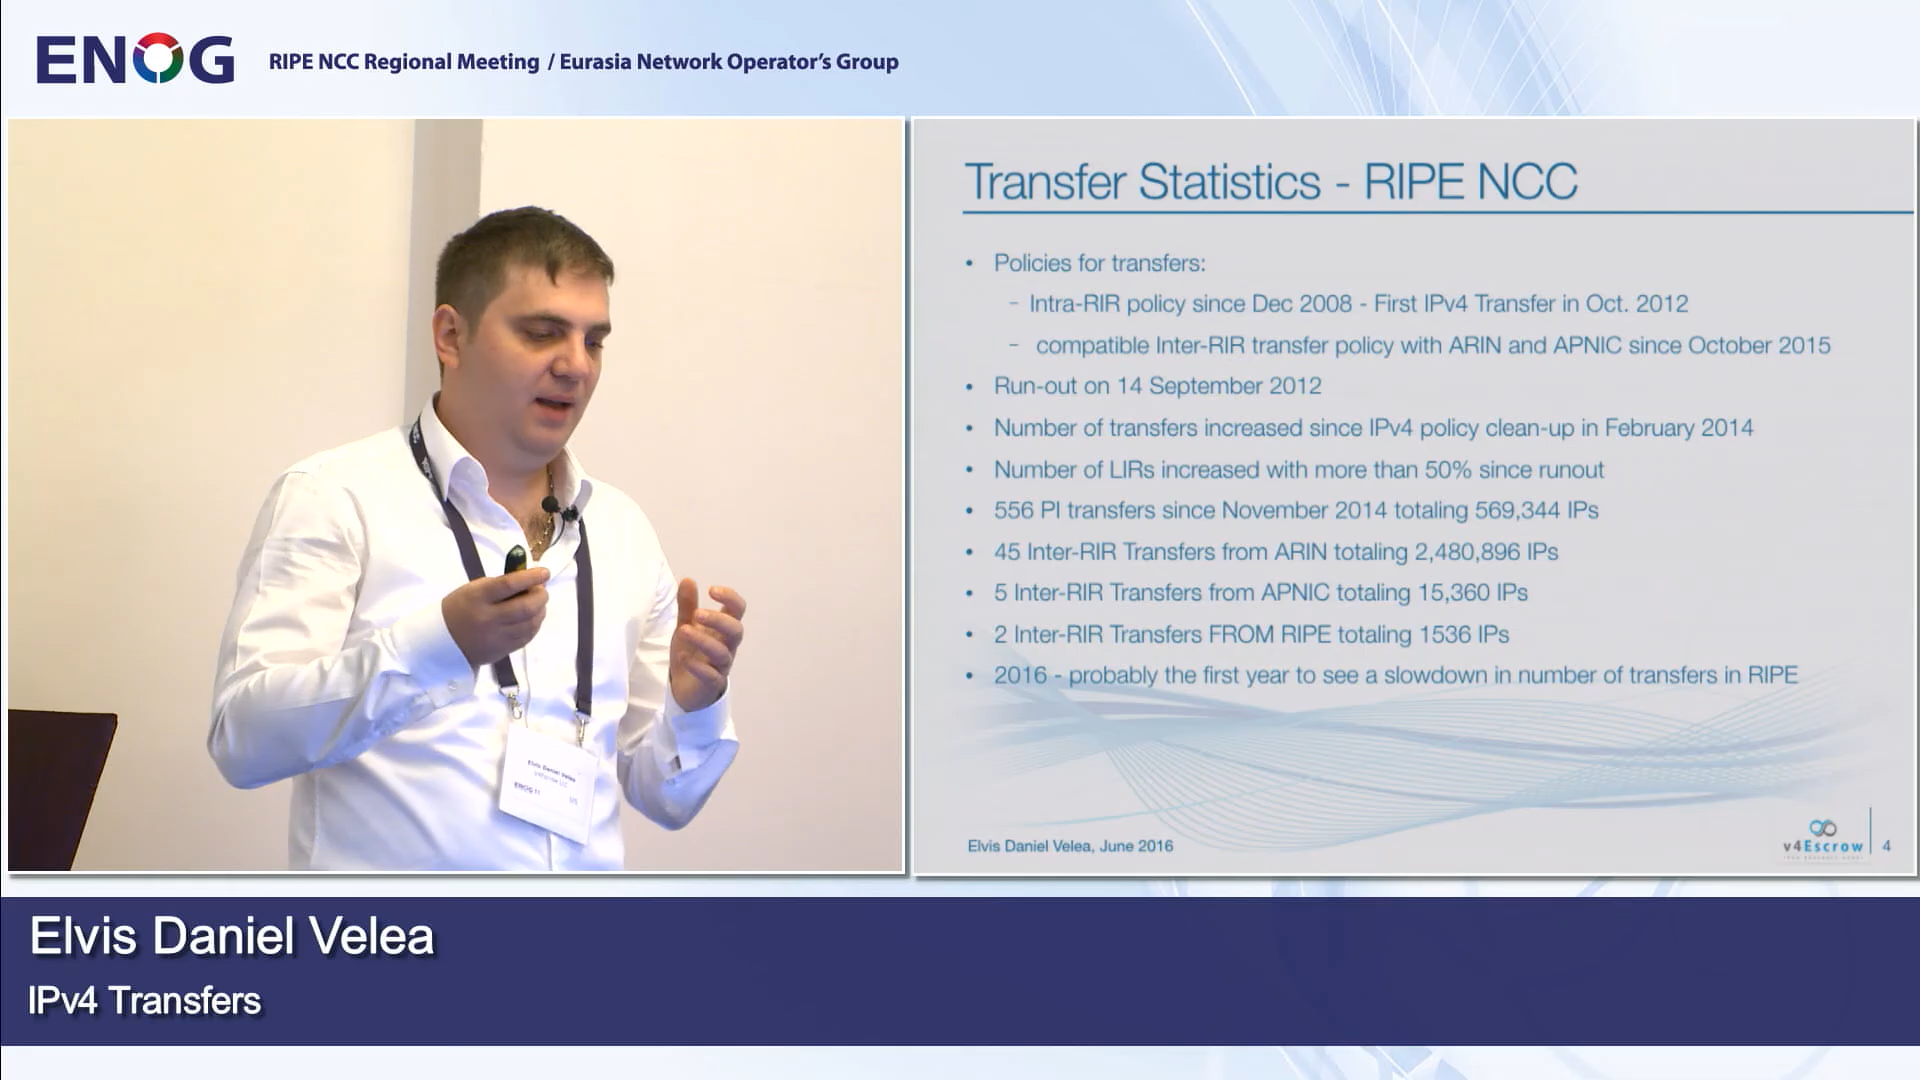 ENOG
RIPE NCC Regional Meeting / Eurasia Network Operator's Group
Transfer Statistics - RIPE NCC
• Policies for transfers:
- Intra-RIR policy since Dec 2008 - First IPv4 Transfer in Oct. 2012
- compatible Inter-RIR transfer policy with ARIN and APNIC since October 2015
• Run-out on 14 September 2012
• Number of transfers increased since IPv4 policy clean-up in February 2014
• Number of LIRs increased with more than 50% since runout
• 556 PI transfers since November 2014 totaling 569,344 IPs
• 45 Inter-RIR Transfers from ARIN totaling 2,480,896 IPs
• 5 Inter-RIR Transfers from APNIC totaling 15,360 IPs
• 2 Inter-RIR Transfers FROM RIPE totaling 1536 IPs
• 2016 - probably the first year to see a slowdown in number of transfers in RIPE
Elvis Daniel Velea, June 2016
v4Escrow
4
Elvis Daniel Velea
ENOG 11
Elvis Daniel Velea
IPv4 Transfers